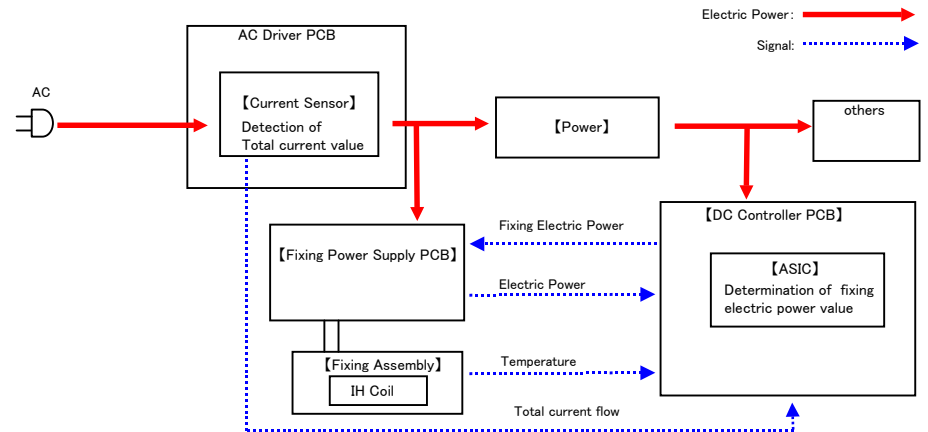 Electric Power:
Signal:
AC Driver PCB
AC
【Current Sensor】
Detection of
Total current value
【Power】
others
【DC Controller PCB】
Fixing Electric Power
【Fixing Power Supply PCB】
【ASIC】
Determination of fixing
electric power value
Electric Power
【Fixing Assembly】
Temperature
IH Coil
Total current flow